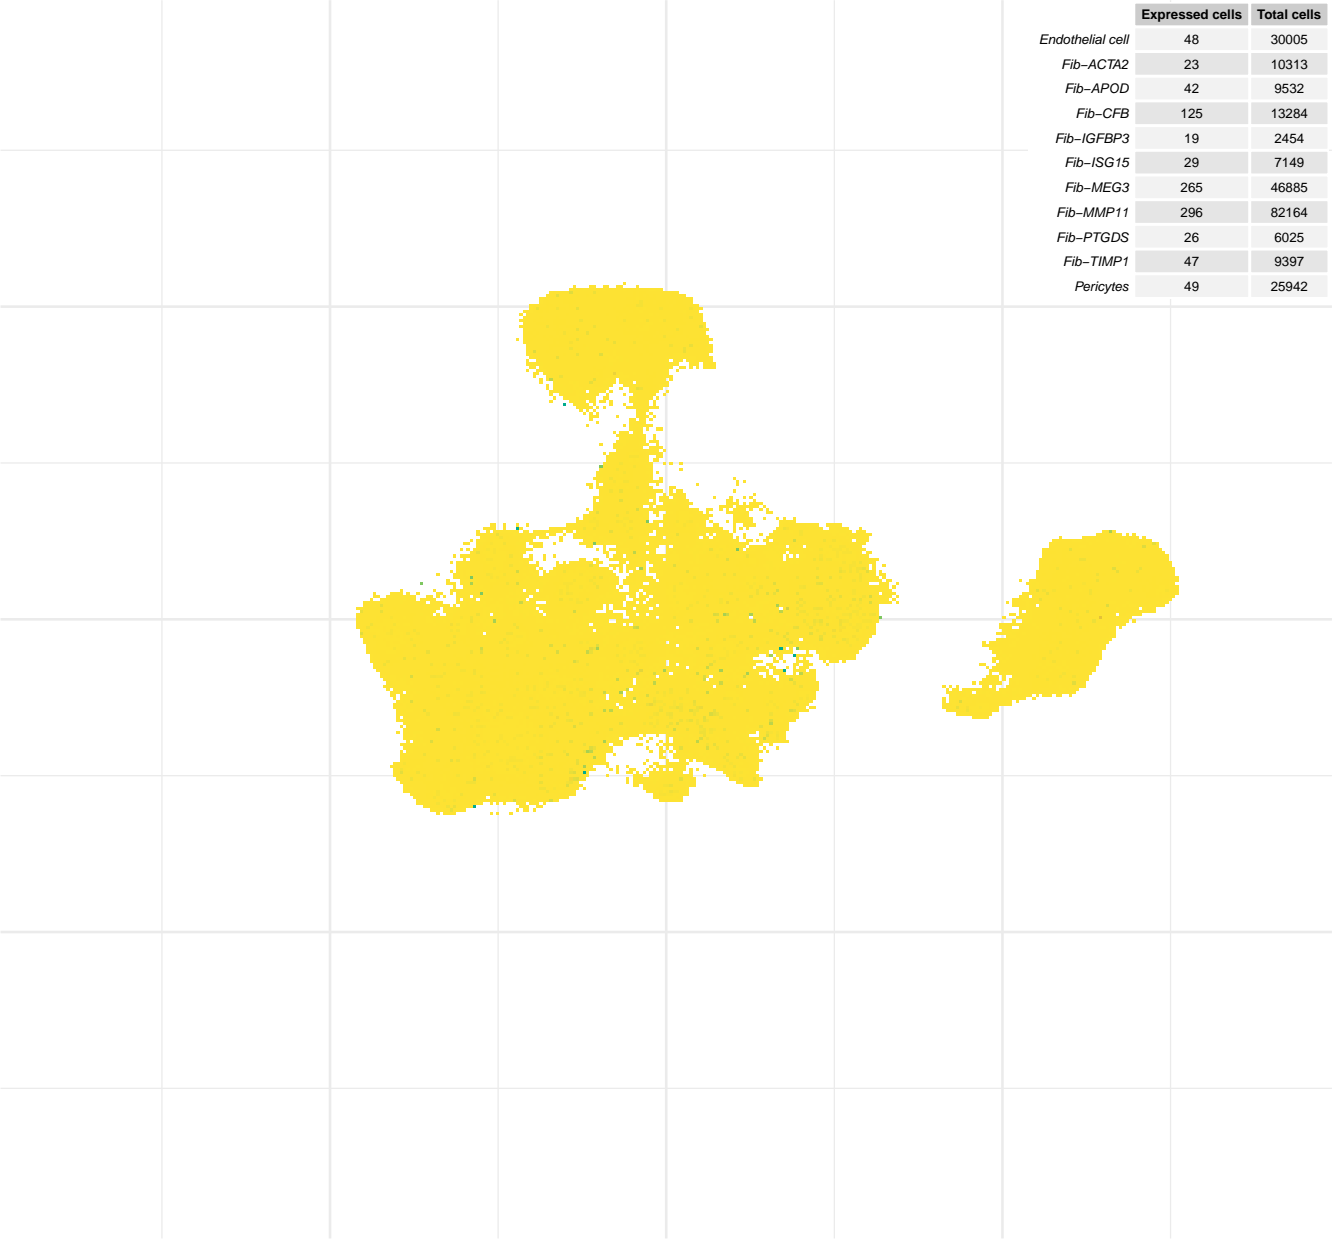 Expressed cells Total cells
Endothelial cell 48 30005
Fib−ACTA2 23 10313
Fib−APOD 42 9532
Fib−CFB 125 13284
Fib−IGFBP3 19 2454
Fib−ISG15 29 7149
Fib−MEG3 265 46885
Fib−MMP11 296 82164
Fib−PTGDS 26 6025
Fib−TIMP1 47 9397
Pericytes 49 25942